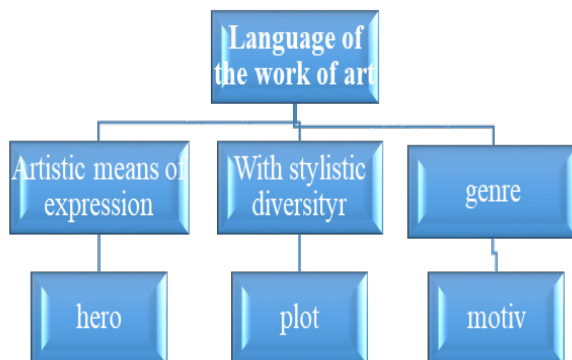 Language of
the work of art
Artistic means of
expression
With stylistic
diversityr
genre
hero
plot
motiv